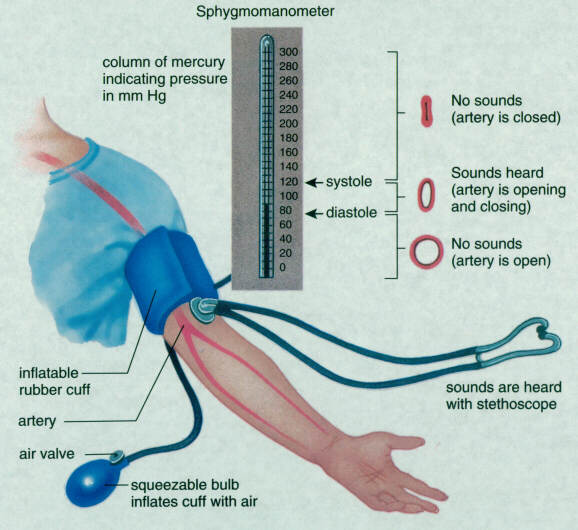 Sphygmomanometer
column of mercury
indicating pressure
in mm Hg
300
280
260
240
220
200
180
160
140
120
100
80
60
40
20
0
systole
diastole
No sounds
(artery is closed)
Sounds heard
(artery is opening
and closing)
No sounds
(artery is open)
inflatable
rubber cuff
artery
air valve
squeezable bulb
inflates cuff with air
sounds are heard
with stethoscope